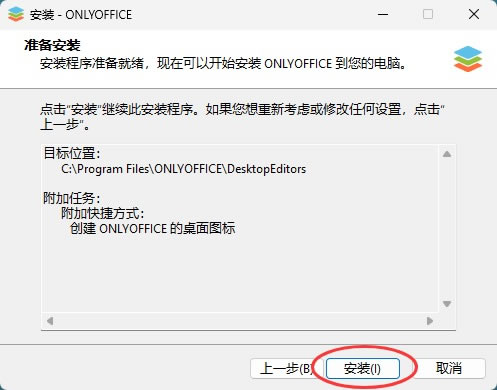 安装 - ONLYOFFICE
准备安装
安装程序准备就绪，现在可以开始安装 ONLYOFFICE 到您的电脑。
点击“安装”继续此安装程序。如果您想重新考虑或修改任何设置，点击“
上一步”。
目标位置：
C:\Program Files\ONLYOFFICE\DesktopEditors
附加任务：
附加快捷方式：
创建 ONLYOFFICE 的桌面图标
上一步(B) 安装(I) 取消